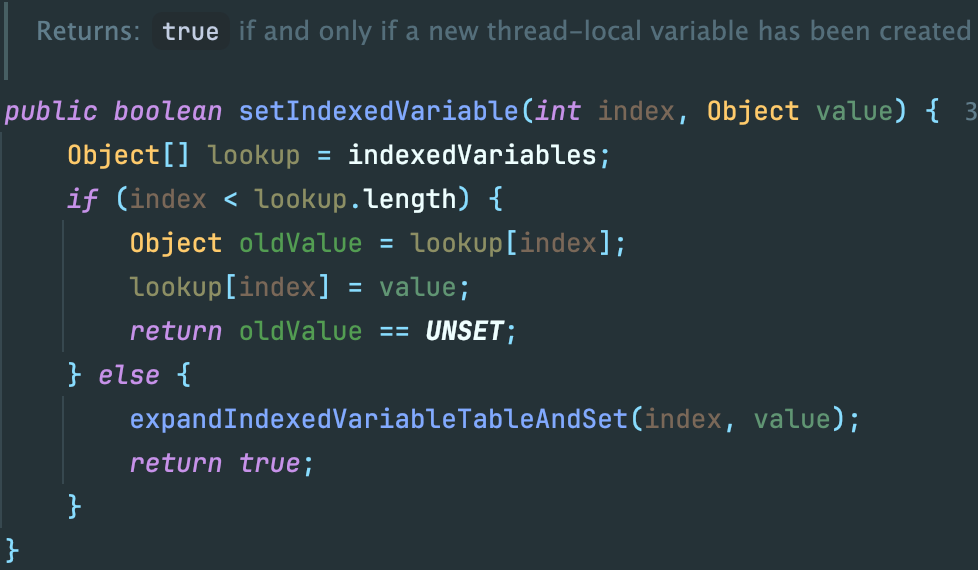 Returns: true if and only if a new thread-local variable has been created
public boolean setIndexedVariable(int index, Object value) { 3
    Object[] lookup = indexedVariables;
    if (index < lookup.length) {
        Object oldValue = lookup[index];
        lookup[index] = value;
        return oldValue == UNSET;
    } else {
        expandIndexedVariableTableAndSet(index, value);
        return true;
    }
}